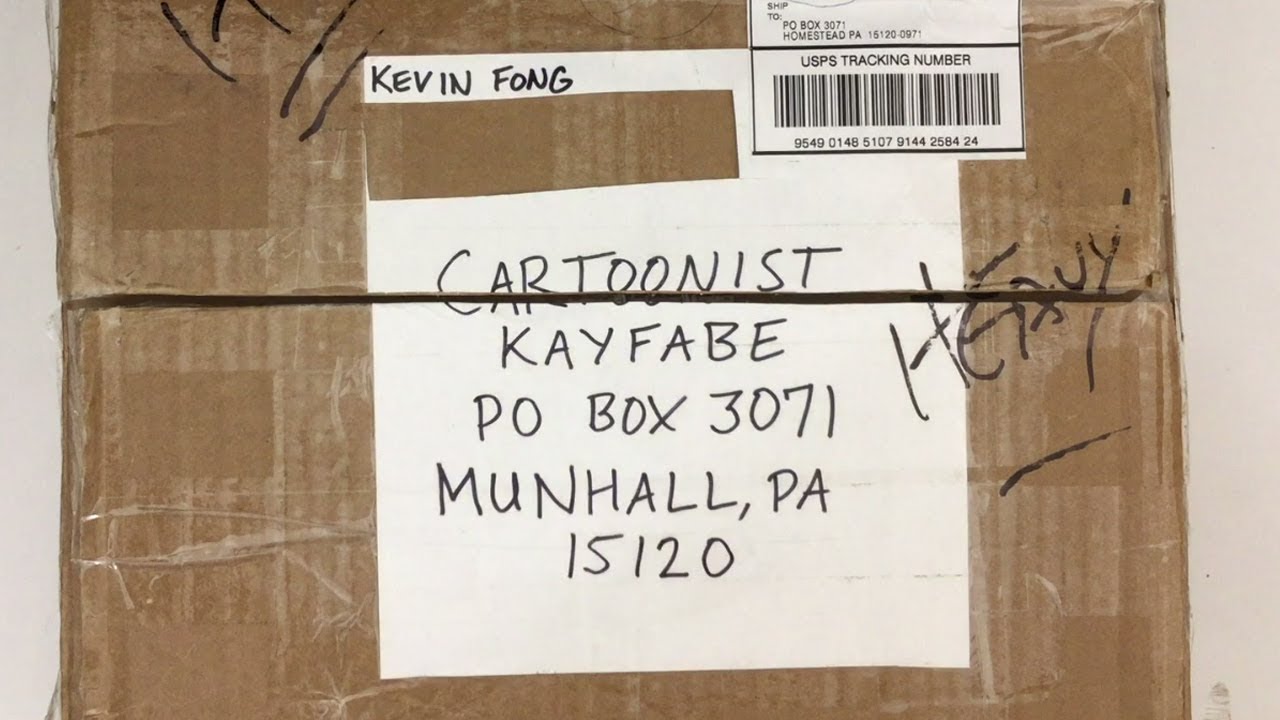 SHIP
TO:
PO BOX 3071
HOMESTEAD PA 15120-0971
USPS TRACKING NUMBER
9549 0148 5107 9144 2584 24
KEVIN FONG
CARTOONIST
KAYFABE
PO BOX 3071
MUNHALL, PA
15120
HEAVY